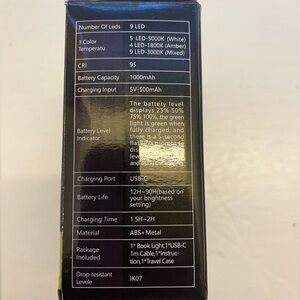 Number Of Leds 9 LED
3 Color
Temperatu
5 LED-5000K (White)
4 LED-1800K (Amber)
9 LED-3000K (Mixed)
CRI 95
Battery Capacity 1000mAh
Charging Input 5V⎓500mAh
Battery Level
Indicator
The battery level
displays 25% 50%
75% 100%, the green
light is green when
fully charged, and
there is a 5-second
Charging Port USB-C
Battery Life
12H~90H(based on
your brightness
setting)
Charging Time 1.5H~2H
Material ABS+Metal
Package
Included
1* Book Light,1*USB-C
1m Cable,1*Instruc-
tion,1*Travel Case
Drop-resistant
Levele
IK07